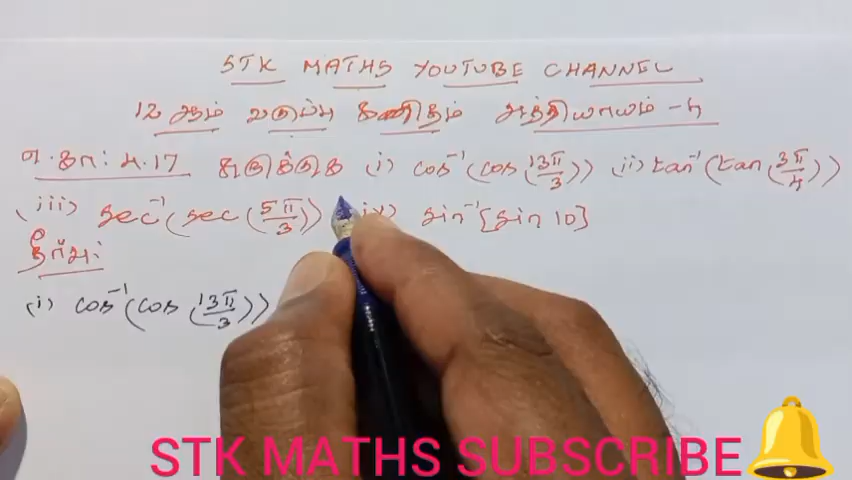 STK MATHS YOUTUBE CHANNEL
12 ஆம் வகுப்பு கணிதம் அத்தியாயம் - 4
எ.கா: 4.17 சுருக்குக (i) cos⁻¹(cos(13π/3)) (ii) tan⁻¹(tan(3π/4))
(iii) sec⁻¹(sec(5π/3)) (iv) sin⁻¹[sin 10]
தீர்வு:
(i) cos⁻¹(cos(13π/3))
STK MATHS SUBSCRIBE